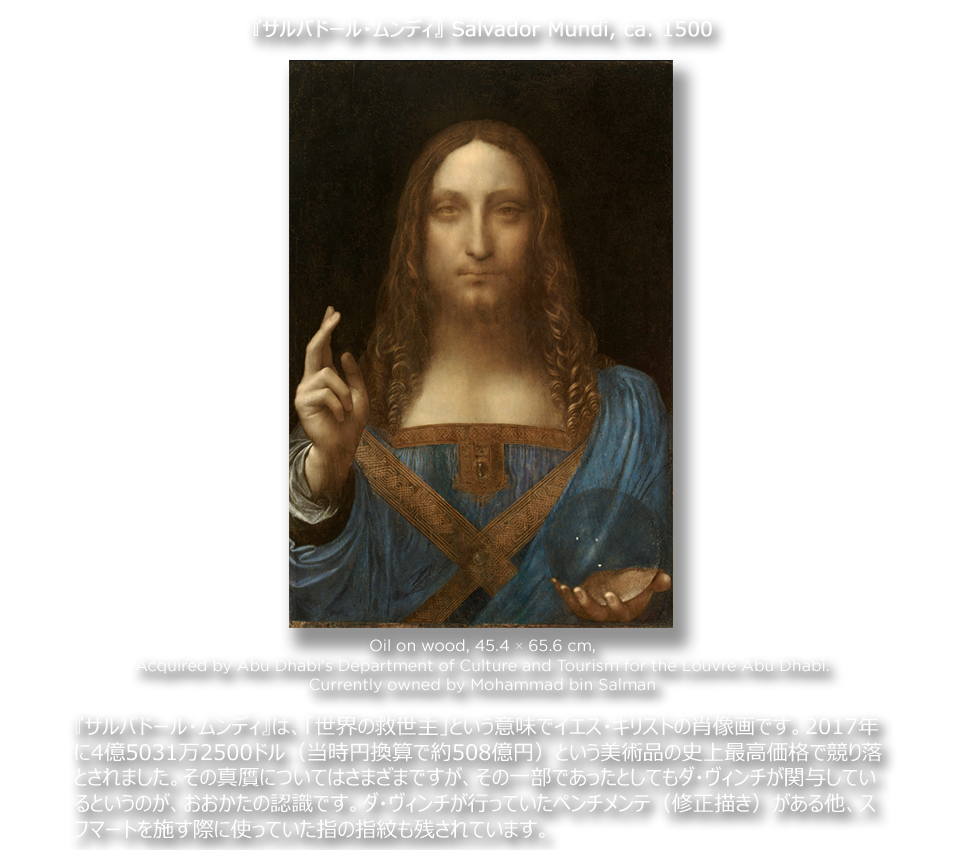 『サルバドール・ムンディ』 Salvador Mundi, ca. 1500
Oil on wood, 45.4 × 65.6 cm,
Acquired by Abu Dhabi's Department of Culture and Tourism for the Louvre Abu Dhabi.
Currently owned by Mohammad bin Salman
『サルバドール・ムンディ』は、「世界の救世主」という意味でイエス・キリストの肖像画です。2017年
に4億5031万2500ドル（当時円換算で約508億円）という美術品の史上最高価格で競り落
とされました。その真贋についてはさまざまですが、その一部であったとしてもダ・ヴィンチが関与してい
るというのが、おおかたの認識です。ダ・ヴィンチが行っていたペンチメンテ（修正描き）がある他、ス
フマートを施す際に使っていた指の指紋も残されています。